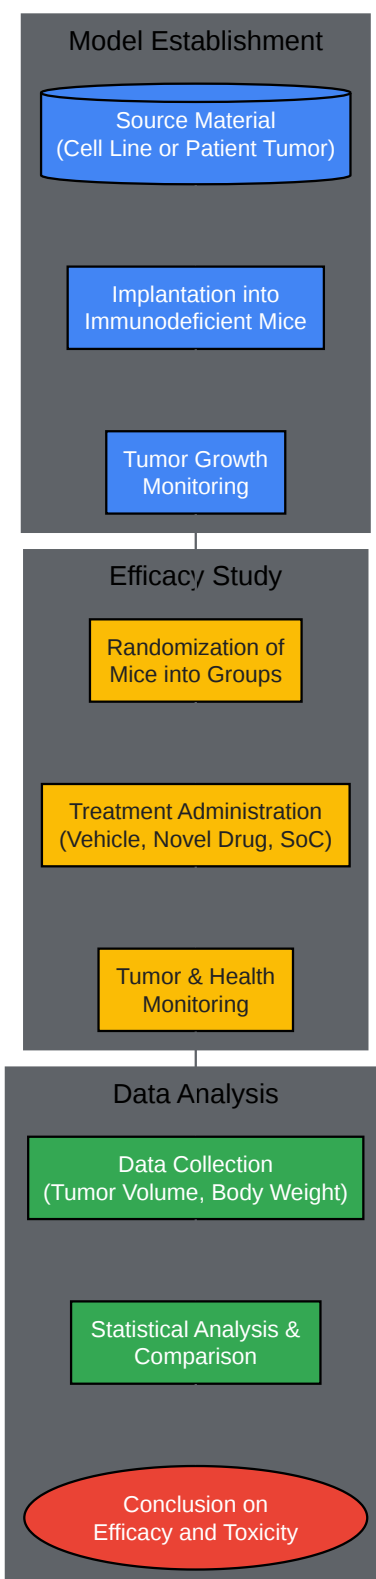 Model Establishment
Source Material
(Cell Line or Patient Tumor)
Implantation into
Immunodeficient Mice
Tumor Growth
Monitoring
Efficacy Study
Randomization of
Mice into Groups
Treatment Administration
(Vehicle, Novel Drug, SoC)
Tumor & Health
Monitoring
Data Analysis
Data Collection
(Tumor Volume, Body Weight)
Statistical Analysis &
Comparison
Conclusion on
Efficacy and Toxicity